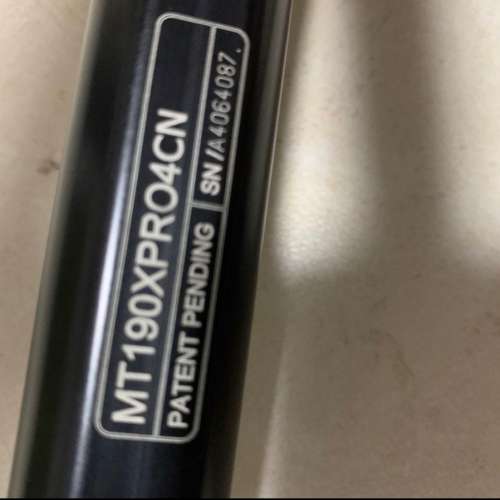 MT190XPRO4CN
PATENT PENDING
SN /A4064087.